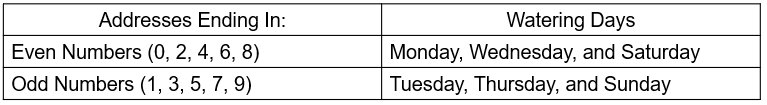 Addresses Ending In: Watering Days
Even Numbers (0, 2, 4, 6, 8) Monday, Wednesday, and Saturday
Odd Numbers (1, 3, 5, 7, 9) Tuesday, Thursday, and Sunday